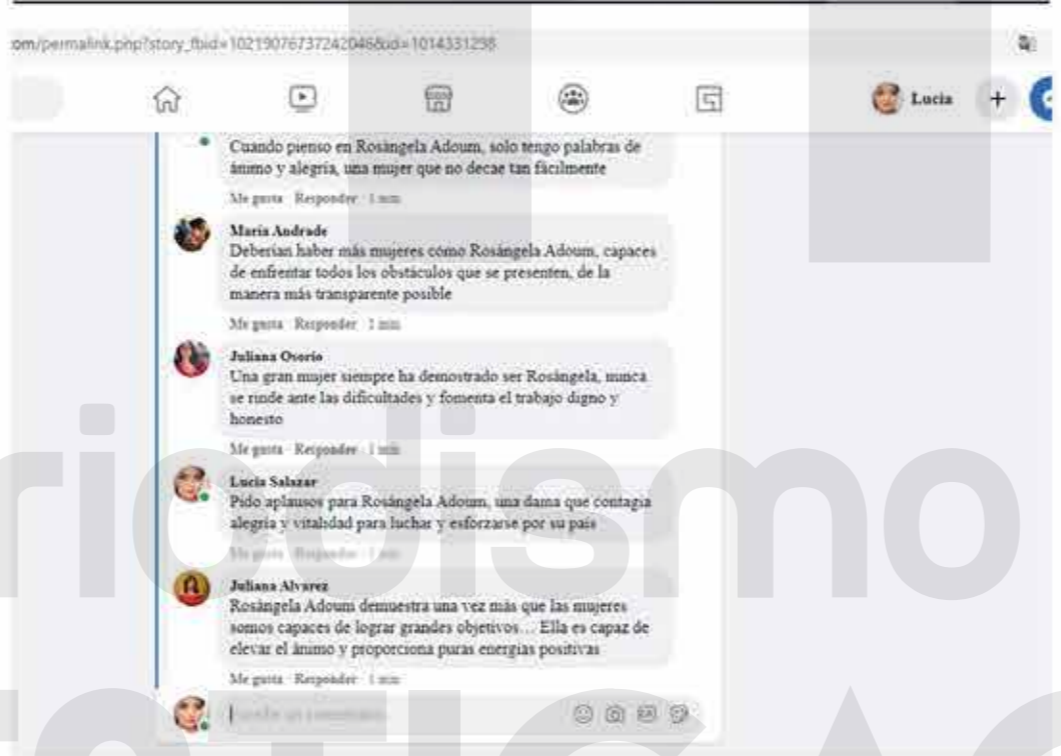 om/permalink.php?story_fbid=10219076737242046&id=1014331298
Lucia
Cuando pienso en Rosángela Adoum, solo tengo palabras de
ánimo y alegría, una mujer que no decae tan fácilmente
Me gusta · Responder · 1 min
María Andrade
Deberían haber más mujeres como Rosángela Adoum, capaces
de enfrentar todos los obstáculos que se presenten, de la
manera más transparente posible
Me gusta · Responder · 1 min
Juliana Osorio
Una gran mujer siempre ha demostrado ser Rosángela, nunca
se rinde ante las dificultades y fomenta el trabajo digno y
honesto
Me gusta · Responder · 1 min
Lucia Salazar
Pido aplausos para Rosángela Adoum, una dama que contagia
alegría y vitalidad para luchar y esforzarse por su país
Me gusta · Responder · 1 min
Juliana Alvarez
Rosángela Adoum demuestra una vez más que las mujeres
somos capaces de lograr grandes objetivos... Ella es capaz de
elevar el ánimo y proporciona puras energías positivas
Me gusta · Responder · 1 min
riodismo